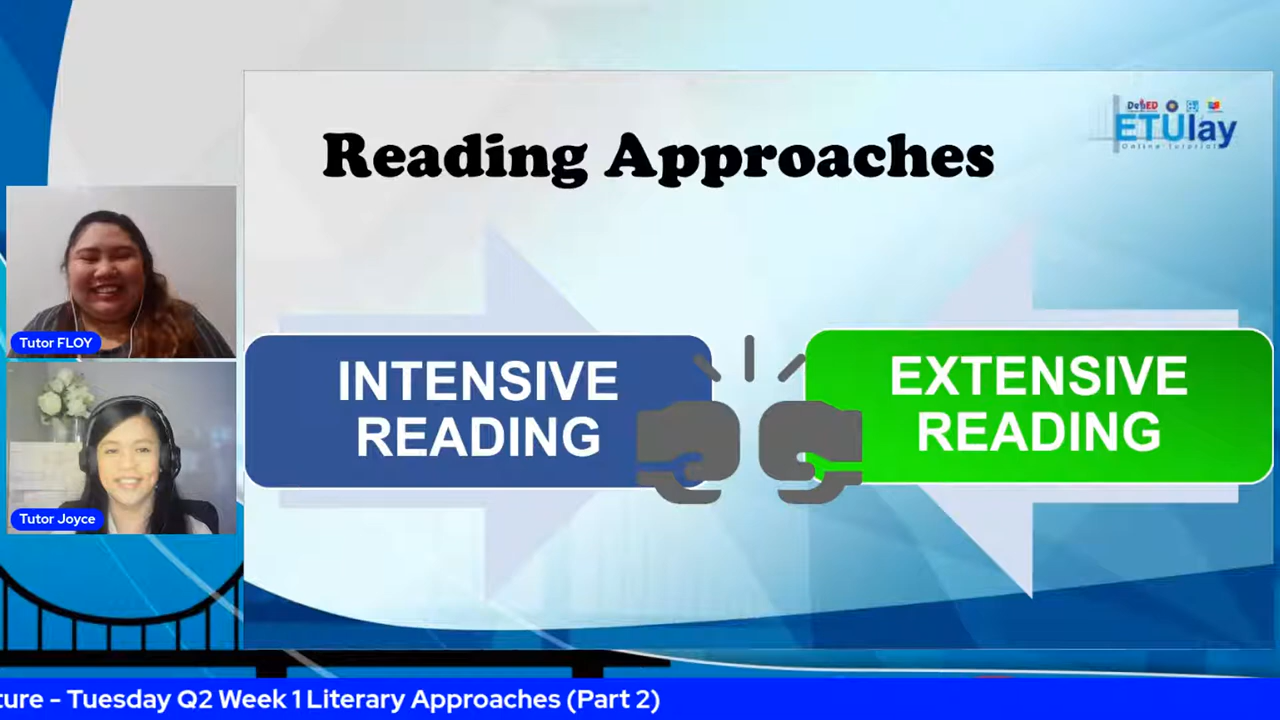 Reading Approaches
DepED
ETUlay
Online Tutorial
INTENSIVE
READING
EXTENSIVE
READING
Tutor FLOY
Tutor Joyce
ture - Tuesday Q2 Week 1 Literary Approaches (Part 2)